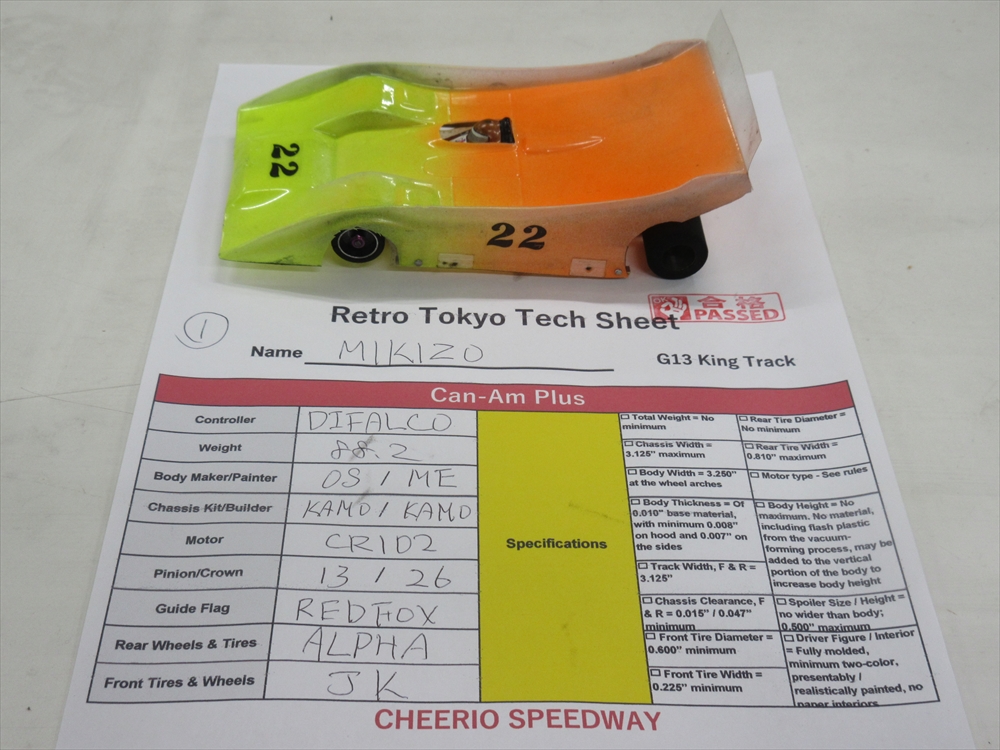 22
22
Retro Tokyo Tech Sheet
OK 合格
PASSED
1
Name MIKIZO
G13 King Track
Can-Am Plus
Controller DIFALCO
Weight 88.2
Body Maker/Painter OS / ME
Chassis Kit/Builder KAMO / KAMO
Motor CR1D2
Pinion/Crown 13 / 26
Guide Flag REDFOX
Rear Wheels & Tires ALPHA
Front Tires & Wheels JK
Specifications
Total Weight = No
minimum
Chassis Width =
3.125" maximum
Body Width = 3.250"
at the wheel arches
Body Thickness = Of
0.010" base material,
with minimum 0.008"
on hood and 0.007" on
the sides
Track Width, F & R =
3.125"
Chassis Clearance, F
& R = 0.015" / 0.047"
minimum
Front Tire Diameter =
0.600" minimum
Front Tire Width =
0.225" minimum
Rear Tire Diameter =
No minimum
Rear Tire Width =
0.810" maximum
Motor type - See rules
Body Height = No
maximum. No material,
including flash plastic
from the vacuum-
forming process, may be
added to the vertical
portion of the body to
increase body height
Spoiler Size / Height =
no wider than body;
0.500" maximum
Driver Figure / Interior
= Fully molded,
minimum two-color,
presentably /
realistically painted, no
paper interiors
CHEERIO SPEEDWAY